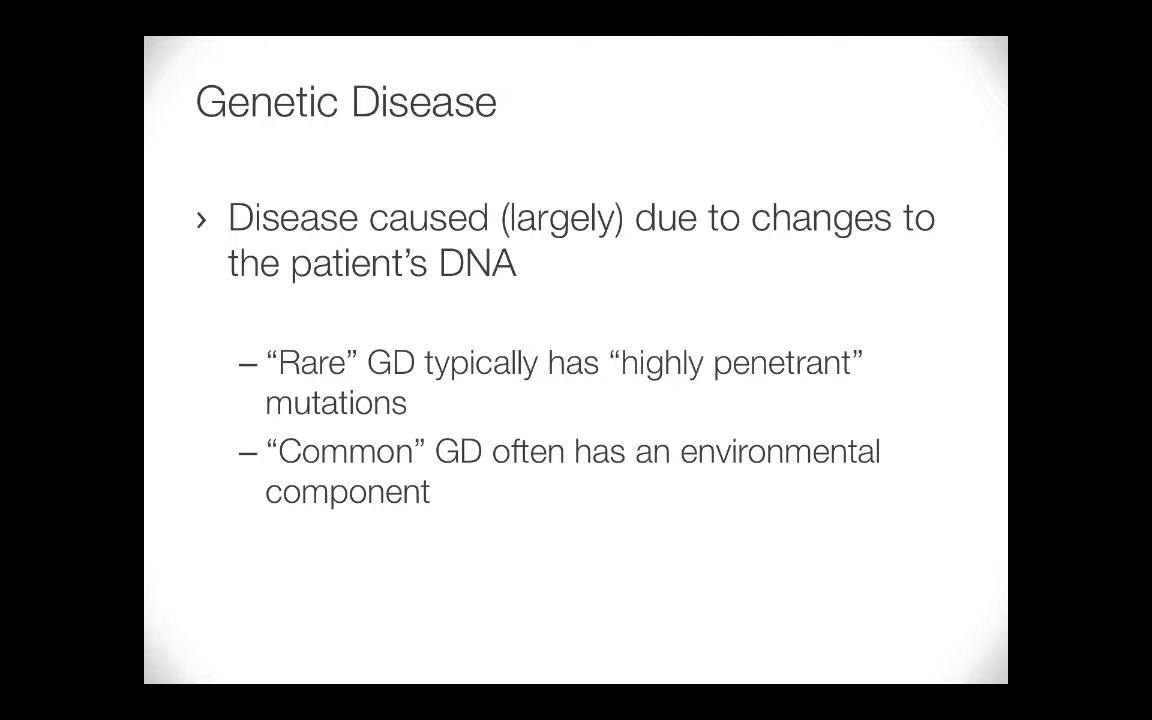 Genetic Disease
› Disease caused (largely) due to changes to
the patient’s DNA
– “Rare” GD typically has “highly penetrant”
mutations
– “Common” GD often has an environmental
component